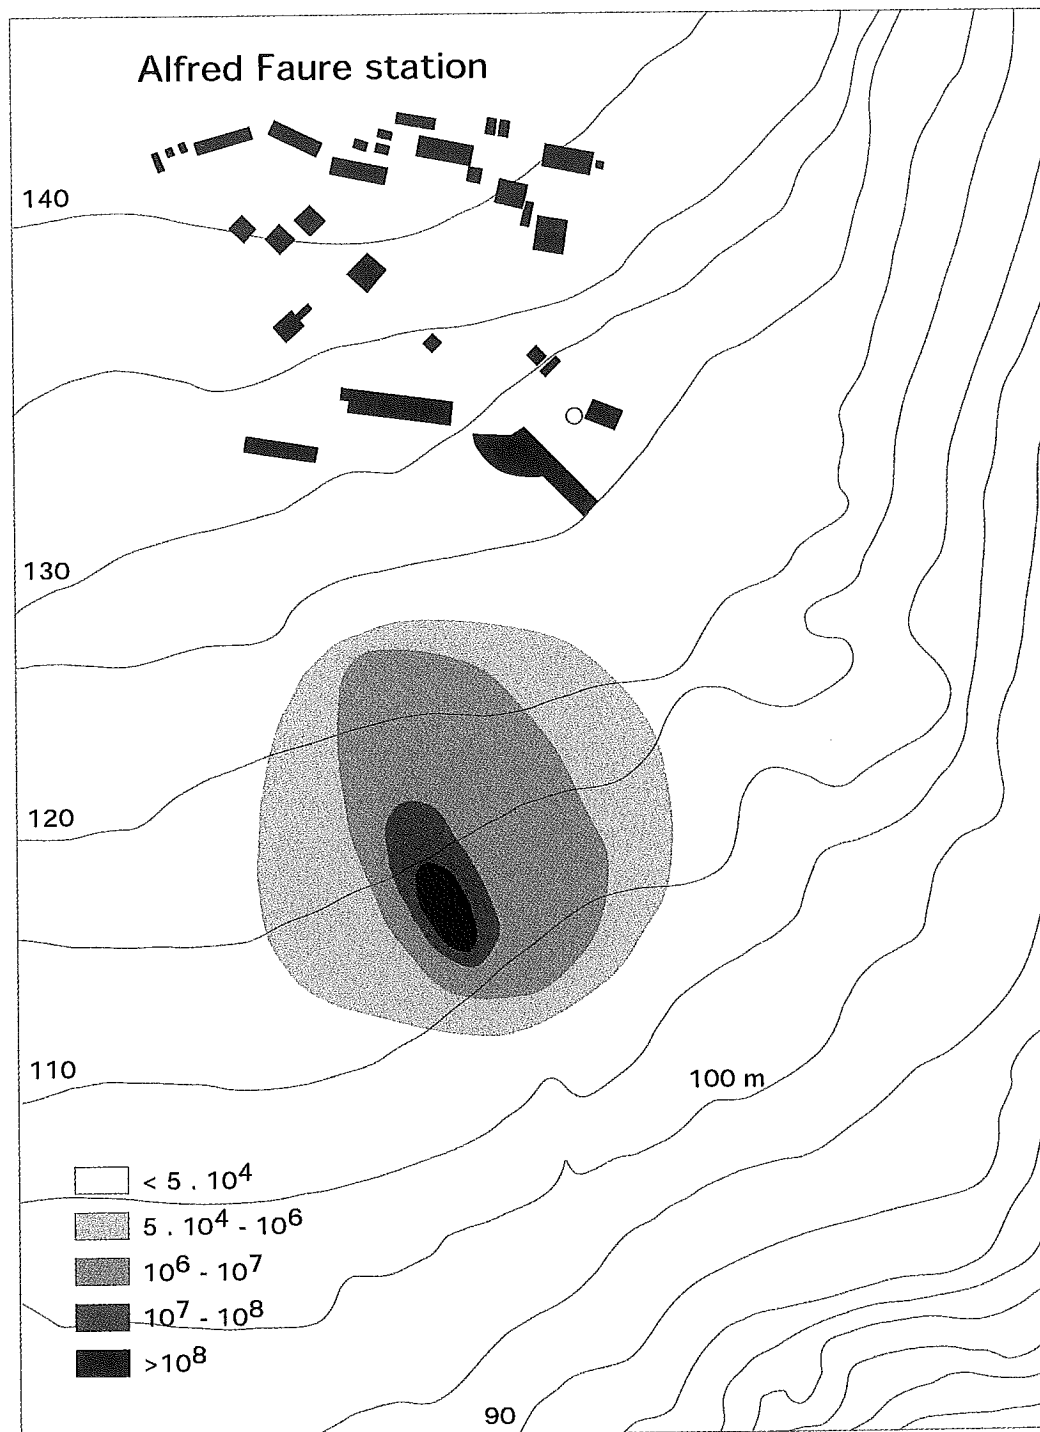 Alfred Faure station
140
130
120
110
100 m
< 5 . 10⁴
5 . 10⁴ - 10⁶
10⁶ - 10⁷
10⁷ - 10⁸
>10⁸
90